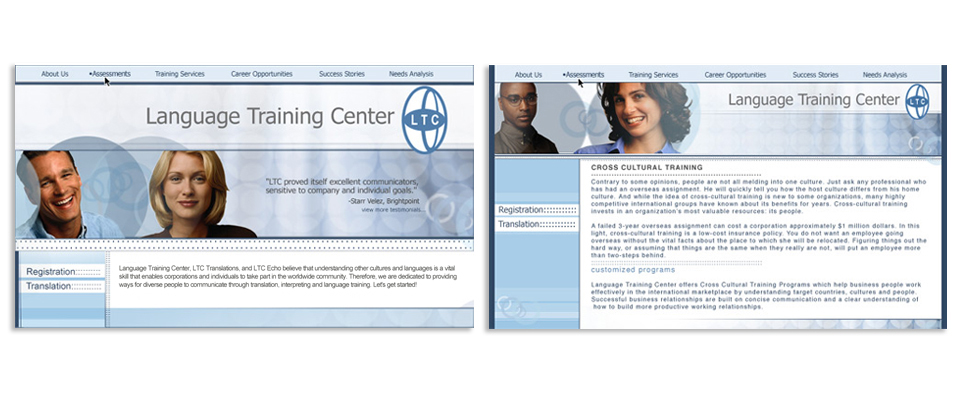 About Us •Assessments Training Services Career Opportunities Success Stories Needs Analysis
Language Training Center
LTC
"LTC proved itself excellent communicators,
sensitive to company and individual goals."
-Starr Velez, Brightpoint
view more testimonials...
Registration
Translation
Language Training Center, LTC Translations, and LTC Echo believe that understanding other cultures and languages is a vital
skill that enables corporations and individuals to take part in the worldwide community. Therefore, we are dedicated to providing
ways for diverse people to communicate through translation, interpreting and language training. Let's get started!
About Us •Assessments Training Services Career Opportunities Success Stories Needs Analysis
Language Training Center
LTC
Registration
Translation
CROSS CULTURAL TRAINING
Contrary to some opinions, people are not all melding into one culture. Just ask any professional who
has had an overseas assignment. He will quickly tell you how the host culture differs from his home
culture. And while the idea of cross-cultural training is new to some organizations, many highly
competitive international groups have known about its benefits for years. Cross-cultural training
invests in an organization's most valuable resources: its people.
A failed 3-year overseas assignment can cost a corporation approximately $1 million dollars. In this
light, cross-cultural training is a low-cost insurance policy. You do not want an employee going
overseas without the vital facts about the place to which she will be relocated. Figuring things out the
hard way, or assuming that things are the same when they really are not, will put an employee more
than two-steps behind.
customized programs
Language Training Center offers Cross Cultural Training Programs which help business people work
effectively in the international marketplace by understanding target countries, cultures and people.
Successful business relationships are built on concise communication and a clear understanding of
how to build more productive working relationships.